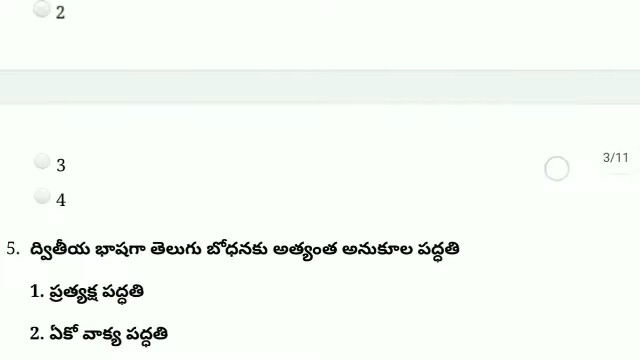 2
3/11
3
4
5. ద్వితీయ భాషగా తెలుగు బోధనకు అత్యంత అనుకూల పద్ధతి
1. ప్రత్యక్ష పద్ధతి
2. ఏకో వాక్య పద్ధతి